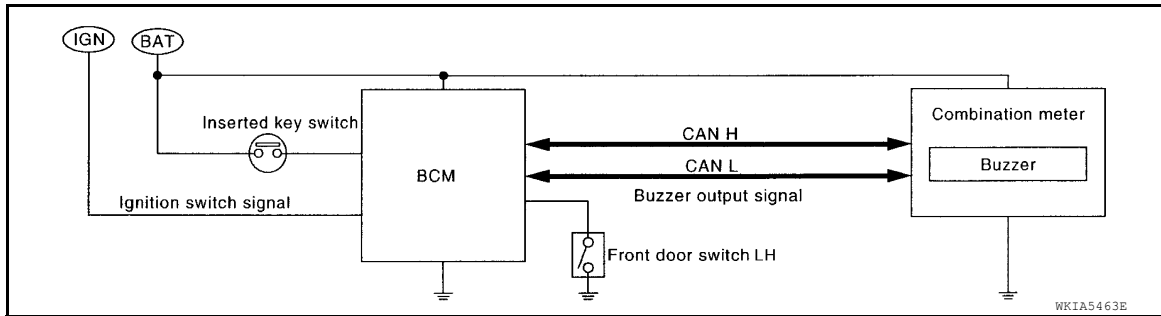 IGN
BAT
Inserted key switch
Ignition switch signal
BCM
CAN H
CAN L
Buzzer output signal
Front door switch LH
Combination meter
Buzzer
WKIA5463E